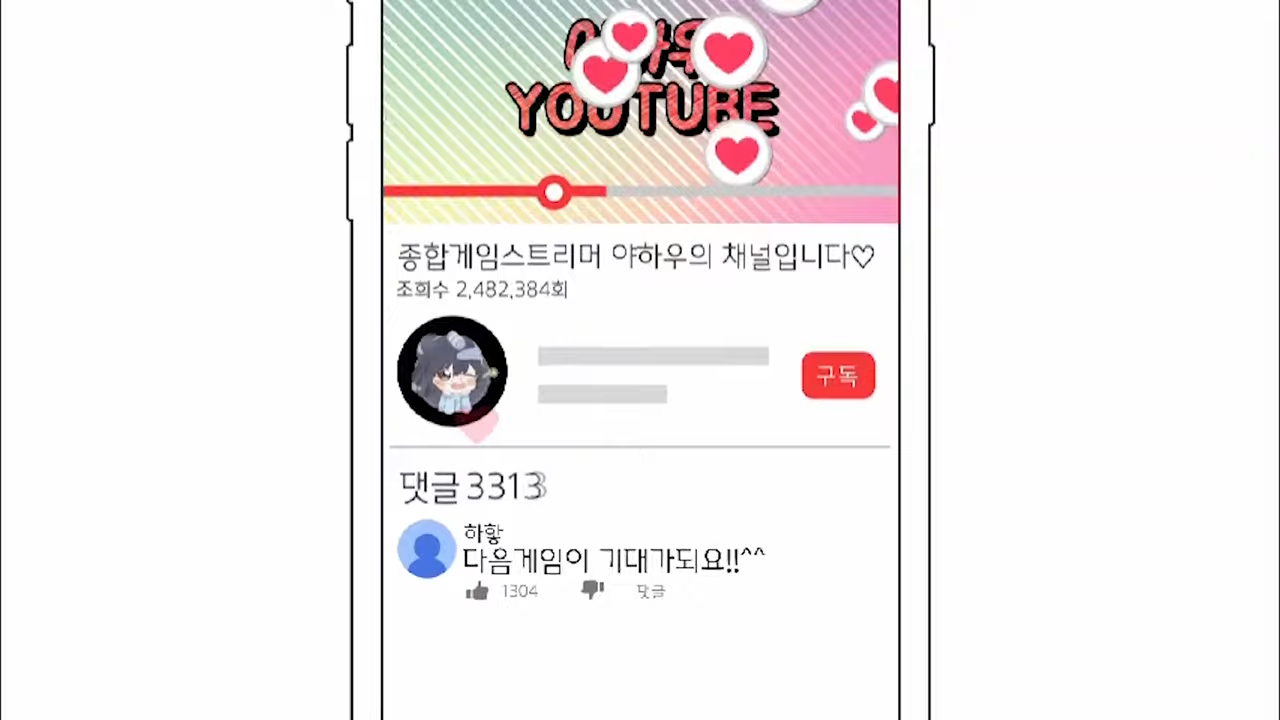 YOUTUBE
종합게임스트리머 야하우의 채널입니다♡
조회수 2,482,384회
구독
댓글 3313
하핳
다음게임이 기대가되요!!^^
1304
댓글